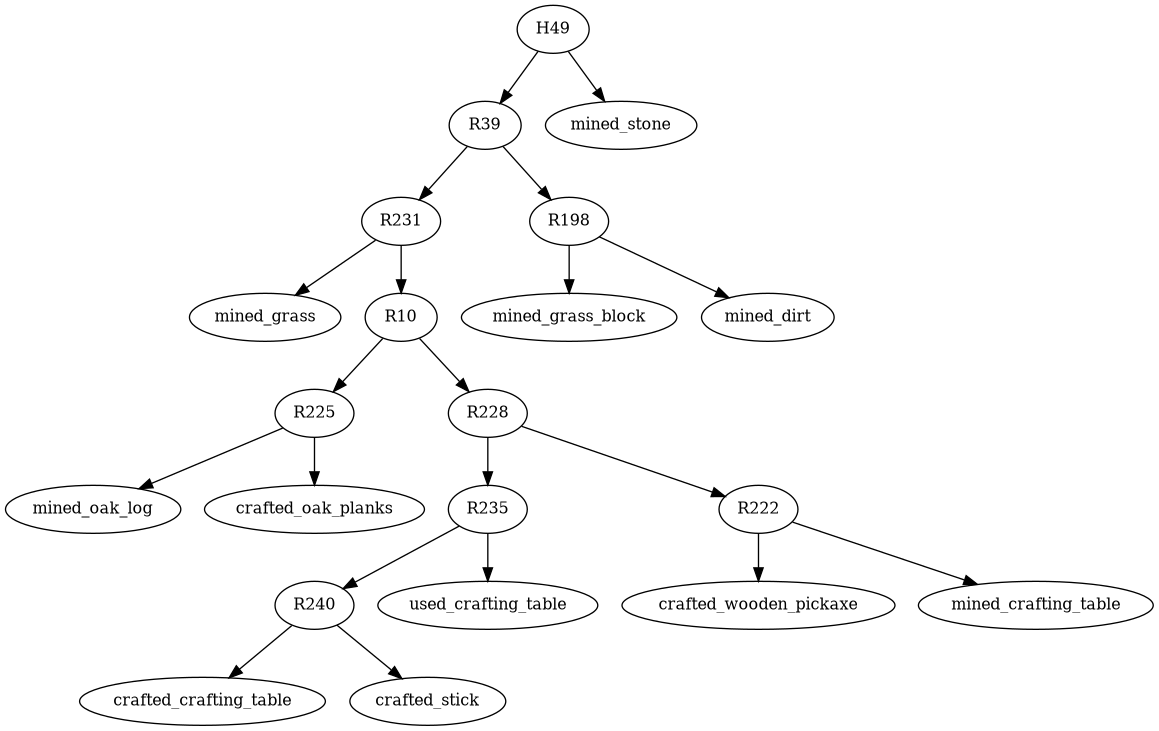 H49
R39
mined_stone
R231
R198
mined_grass
R10
mined_grass_block
mined_dirt
R225
R228
mined_oak_log
crafted_oak_planks
R235
R222
R240
used_crafting_table
crafted_wooden_pickaxe
mined_crafting_table
crafted_crafting_table
crafted_stick